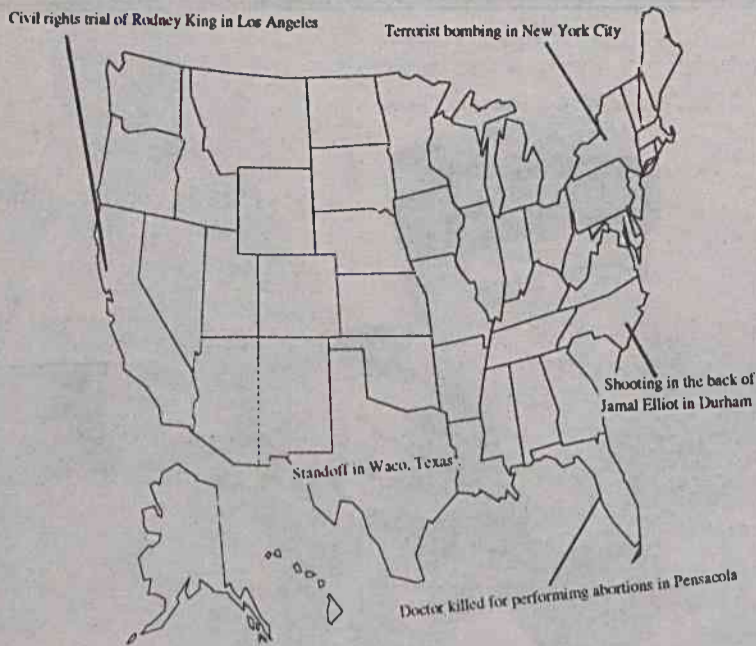 Civil rights trial of Rodney King in Los Angeles
Terrorist bombing in New York City
Shooting in the back of
Jamal Elliot in Durham
Standoff in Waco, Texas
Doctor killed for performimg abortions in Pensacola